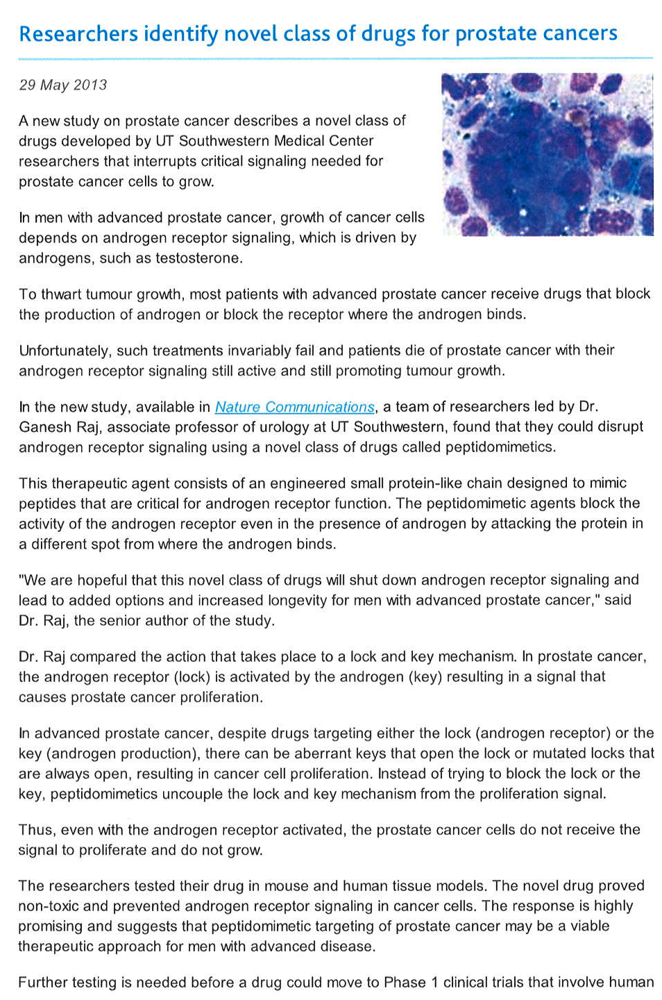 Researchers identify novel class of drugs for prostate cancers
29 May 2013
A new study on prostate cancer describes a novel class of
drugs developed by UT Southwestern Medical Center
researchers that interrupts critical signaling needed for
prostate cancer cells to grow.
In men with advanced prostate cancer, growth of cancer cells
depends on androgen receptor signaling, which is driven by
androgens, such as testosterone.
To thwart tumour growth, most patients with advanced prostate cancer receive drugs that block
the production of androgen or block the receptor where the androgen binds.
Unfortunately, such treatments invariably fail and patients die of prostate cancer with their
androgen receptor signaling still active and still promoting tumour growth.
In the new study, available in Nature Communications, a team of researchers led by Dr.
Ganesh Raj, associate professor of urology at UT Southwestern, found that they could disrupt
androgen receptor signaling using a novel class of drugs called peptidomimetics.
This therapeutic agent consists of an engineered small protein-like chain designed to mimic
peptides that are critical for androgen receptor function. The peptidomimetic agents block the
activity of the androgen receptor even in the presence of androgen by attacking the protein in
a different spot from where the androgen binds.
"We are hopeful that this novel class of drugs will shut down androgen receptor signaling and
lead to added options and increased longevity for men with advanced prostate cancer," said
Dr. Raj, the senior author of the study.
Dr. Raj compared the action that takes place to a lock and key mechanism. In prostate cancer,
the androgen receptor (lock) is activated by the androgen (key) resulting in a signal that
causes prostate cancer proliferation.
In advanced prostate cancer, despite drugs targeting either the lock (androgen receptor) or the
key (androgen production), there can be aberrant keys that open the lock or mutated locks that
are always open, resulting in cancer cell proliferation. Instead of trying to block the lock or the
key, peptidomimetics uncouple the lock and key mechanism from the proliferation signal.
Thus, even with the androgen receptor activated, the prostate cancer cells do not receive the
signal to proliferate and do not grow.
The researchers tested their drug in mouse and human tissue models. The novel drug proved
non-toxic and prevented androgen receptor signaling in cancer cells. The response is highly
promising and suggests that peptidomimetic targeting of prostate cancer may be a viable
therapeutic approach for men with advanced disease.
Further testing is needed before a drug could move to Phase 1 clinical trials that involve human